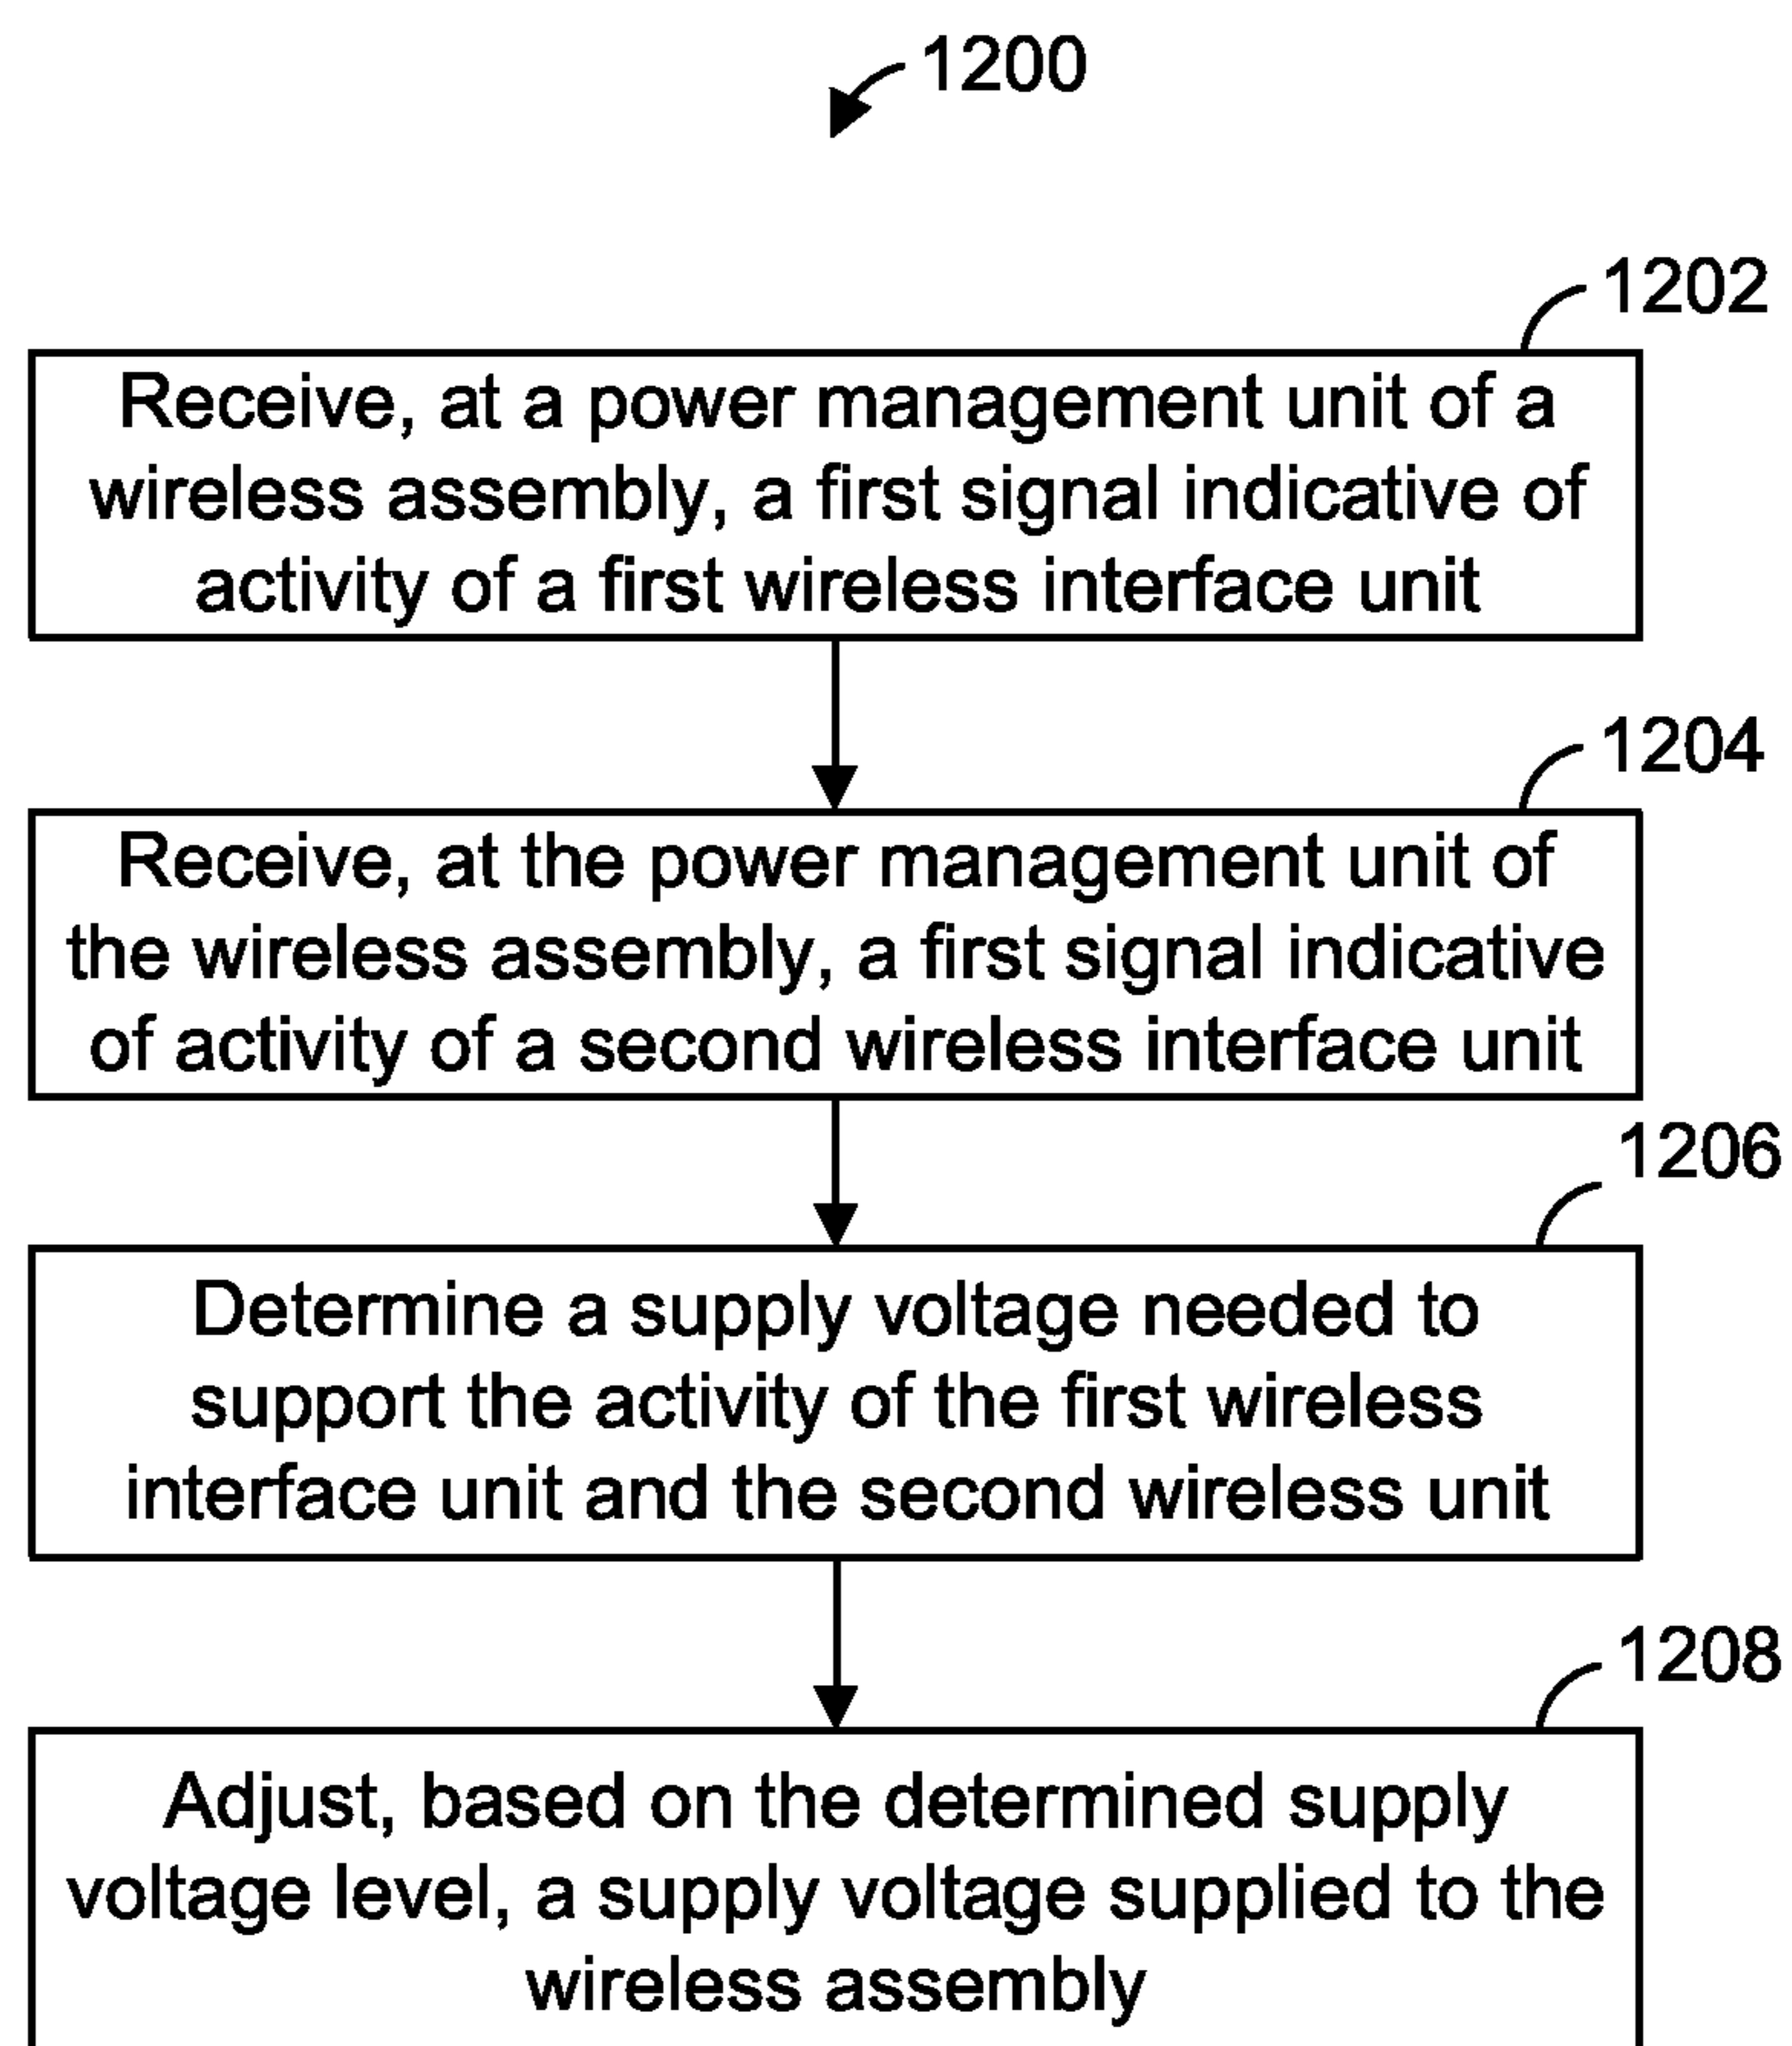 1200
1202
Receive, at a power management unit of a
wireless assembly, a first signal indicative of
activity of a first wireless interface unit
1204
Receive, at the power management unit of
the wireless assembly, a first signal indicative
of activity of a second wireless interface unit
1206
Determine a supply voltage needed to
support the activity of the first wireless
interface unit and the second wireless unit
1208
Adjust, based on the determined supply
voltage level, a supply voltage supplied to the
wireless assembly